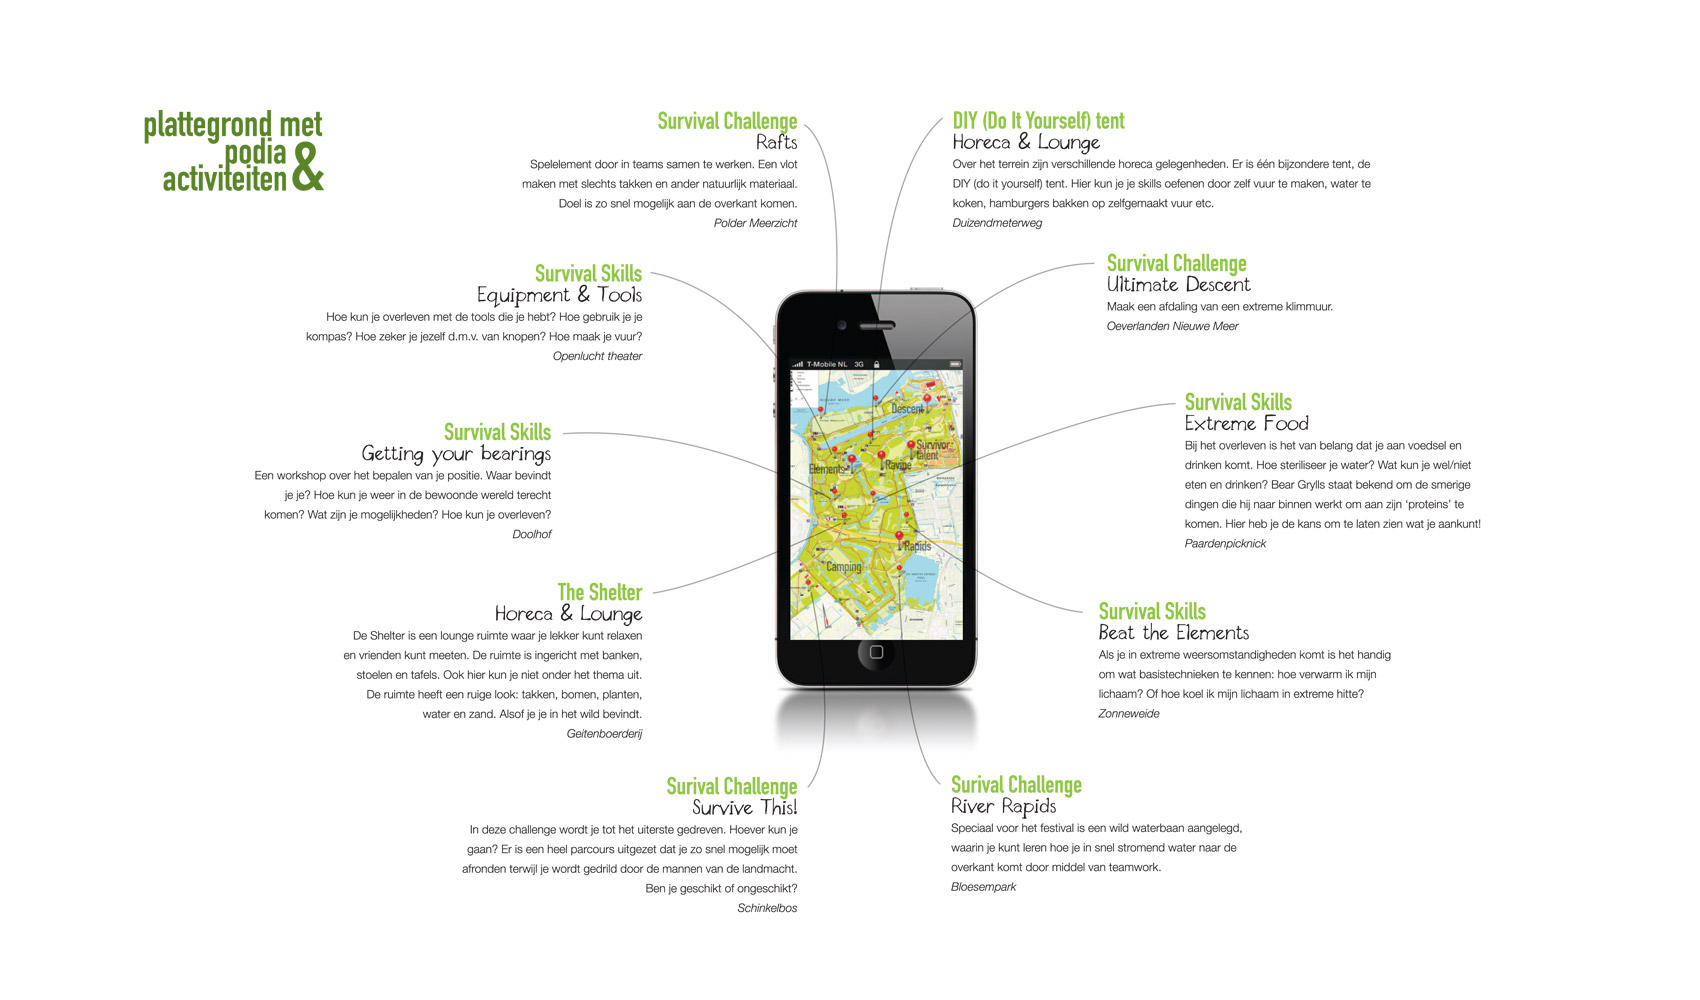 plattegrond met
podia
activiteiten &
Survival Challenge
Rafts
Spelelement door in teams samen te werken. Een vlot
maken met slechts takken en ander natuurlijk materiaal.
Doel is zo snel mogelijk aan de overkant komen.
Polder Meerzicht
DIY (Do It Yourself) tent
Horeca & Lounge
Over het terrein zijn verschillende horeca gelegenheden. Er is één bijzondere tent, de
DIY (do it yourself) tent. Hier kun je je skills oefenen door zelf vuur te maken, water te
koken, hamburgers bakken op zelfgemaakt vuur etc.
Duizendmeterweg
Survival Skills
Equipment & Tools
Hoe kun je overleven met de tools die je hebt? Hoe gebruik je je
kompas? Hoe zeker je jezelf d.m.v. van knopen? Hoe maak je vuur?
Openlucht theater
Survival Challenge
Ultimate Descent
Maak een afdaling van een extreme klimmuur.
Oeverlanden Nieuwe Meer
Survival Skills
Getting your bearings
Een workshop over het bepalen van je positie. Waar bevindt
je je? Hoe kun je weer in de bewoonde wereld terecht
komen? Wat zijn je mogelijkheden? Hoe kun je overleven?
Doolhof
Survival Skills
Extreme Food
Bij het overleven is het van belang dat je aan voedsel en
drinken komt. Hoe steriliseer je water? Wat kun je wel/niet
eten en drinken? Bear Grylls staat bekend om de smerige
dingen die hij naar binnen werkt om aan zijn ‘proteins’ te
komen. Hier heb je de kans om te laten zien wat je aankunt!
Paardenpicknick
The Shelter
Horeca & Lounge
De Shelter is een lounge ruimte waar je lekker kunt relaxen
en vrienden kunt meeten. De ruimte is ingericht met banken,
stoelen en tafels. Ook hier kun je niet onder het thema uit.
De ruimte heeft een ruige look: takken, bomen, planten,
water en zand. Alsof je je in het wild bevindt.
Geitenboerderij
Survival Skills
Beat the Elements
Als je in extreme weersomstandigheden komt is het handig
om wat basistechnieken te kennen: hoe verwarm ik mijn
lichaam? Of hoe koel ik mijn lichaam in extreme hitte?
Zonneweide
Surival Challenge
Survive This!
In deze challenge wordt je tot het uiterste gedreven. Hoever kun je
gaan? Er is een heel parcours uitgezet dat je zo snel mogelijk moet
afronden terwijl je wordt gedrild door de mannen van de landmacht.
Ben je geschikt of ongeschikt?
Schinkelbos
Surival Challenge
River Rapids
Speciaal voor het festival is een wild waterbaan aangelegd,
waarin je kunt leren hoe je in snel stromend water naar de
overkant komt door middel van teamwork.
Bloesempark
T-Mobile NL 3G
Descent
Survivor
talent
Elements
Ravine
Rapids
Camping